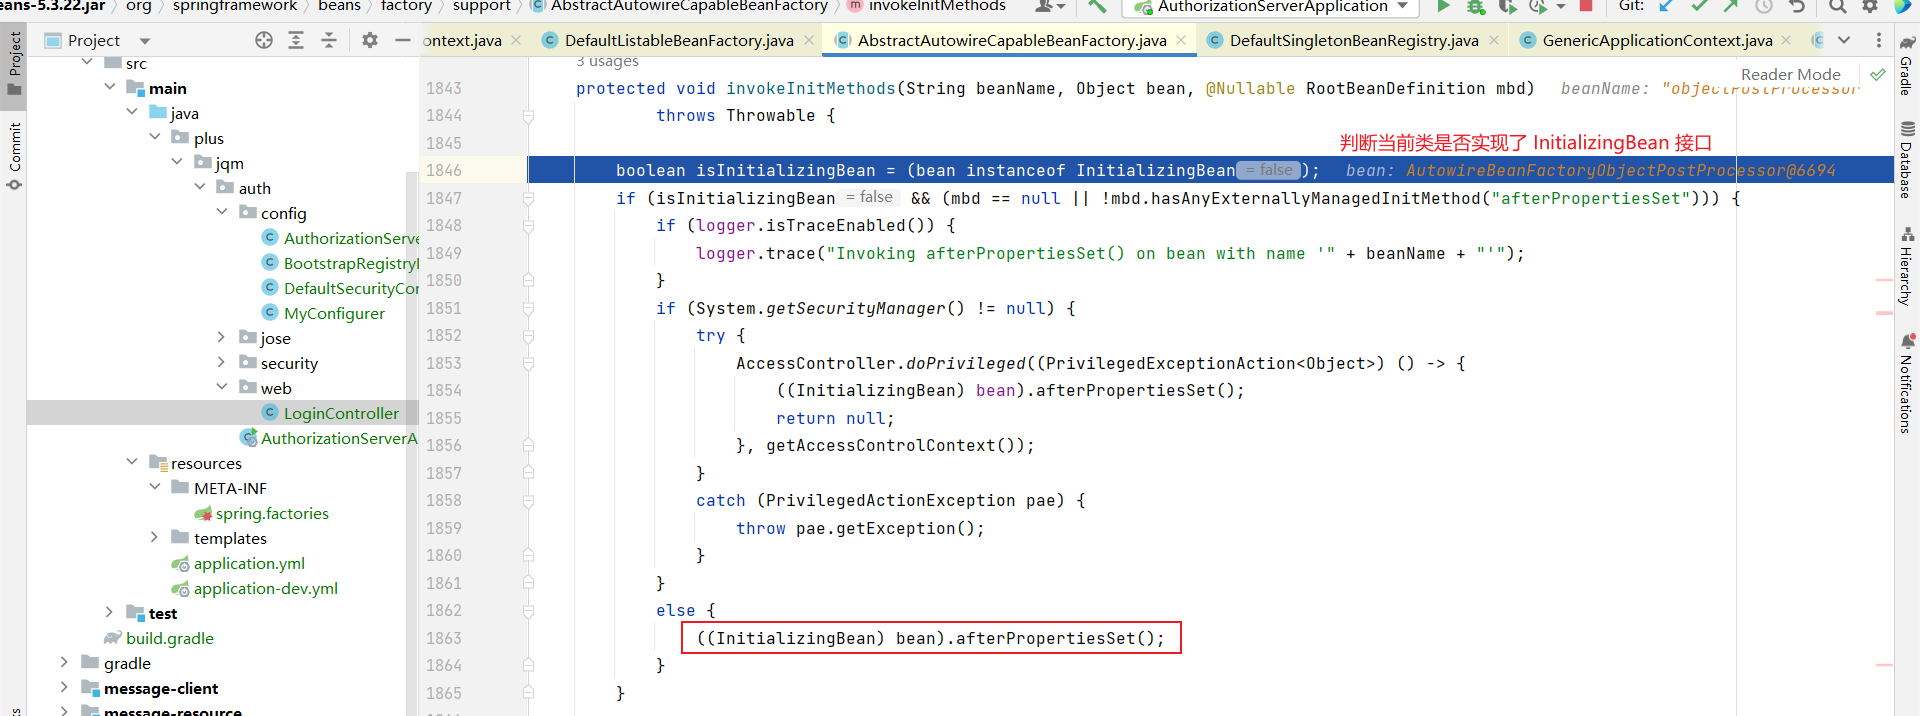 eans-5.3.22.jar › org › springframework › beans › factory › support › AbstractAutowireCapableBeanFactory › invokeInitMethods
AuthorizationServerApplication
Git:
Project
ontext.java
DefaultListableBeanFactory.java
AbstractAutowireCapableBeanFactory.java
DefaultSingletonBeanRegistry.java
GenericApplicationContext.java
Project
Commit
src
main
java
plus
jqm
auth
config
AuthorizationServe
BootstrapRegistryI
DefaultSecurityCon
MyConfigurer
jose
security
web
LoginController
AuthorizationServerA
resources
META-INF
spring.factories
templates
application.yml
application-dev.yml
test
build.gradle
gradle
message-client
message-resource
3 usages
Reader Mode
1843 protected void invokeInitMethods(String beanName, Object bean, @Nullable RootBeanDefinition mbd) beanName: "objectPostProcessor
1844 throws Throwable {
1845
判断当前类是否实现了 InitializingBean 接口
1846 boolean isInitializingBean = (bean instanceof InitializingBean = false ); bean: AutowireBeanFactoryObjectPostProcessor@6694
1847 if (isInitializingBean = false && (mbd == null || !mbd.hasAnyExternallyManagedInitMethod("afterPropertiesSet"))) {
1848 if (logger.isTraceEnabled()) {
1849 logger.trace("Invoking afterPropertiesSet() on bean with name '" + beanName + "'");
1850 }
1851 if (System.getSecurityManager() != null) {
1852 try {
1853 AccessController.doPrivileged((PrivilegedExceptionAction<Object>) () -> {
1854 ((InitializingBean) bean).afterPropertiesSet();
1855 return null;
1856 }, getAccessControlContext());
1857 }
1858 catch (PrivilegedActionException pae) {
1859 throw pae.getException();
1860 }
1861 }
1862 else {
1863 ((InitializingBean) bean).afterPropertiesSet();
1864 }
1865 }
Gradle
Database
Hierarchy
Notifications